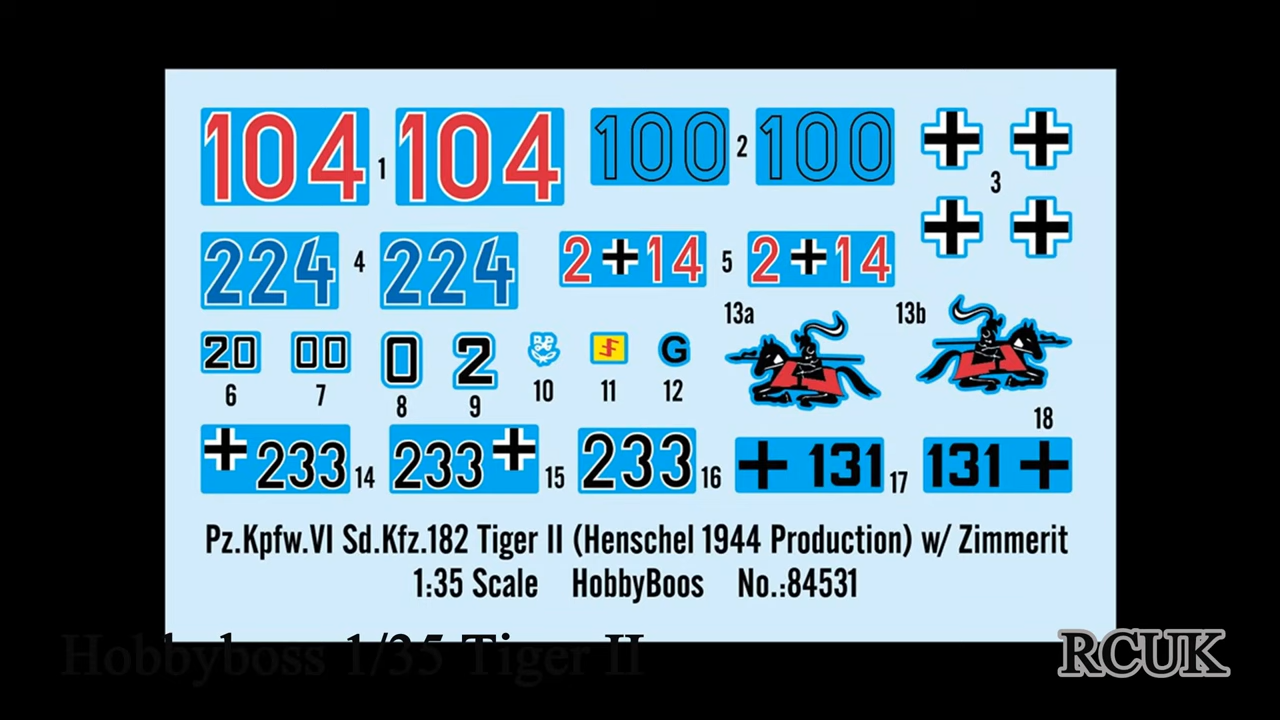 104 1 104 100 2 100
3
224 4 224 2 14 5 2 14
13a 13b
20 00 0 2 G
6 7 8 9 10 11 12
18
233 14 233 15 233 16 131 17 131
Pz.Kpfw.VI Sd.Kfz.182 Tiger II (Henschel 1944 Production) w/ Zimmerit
1:35 Scale HobbyBoos No.:84531
Hobbyboss 1/35 Tiger II
RCUK